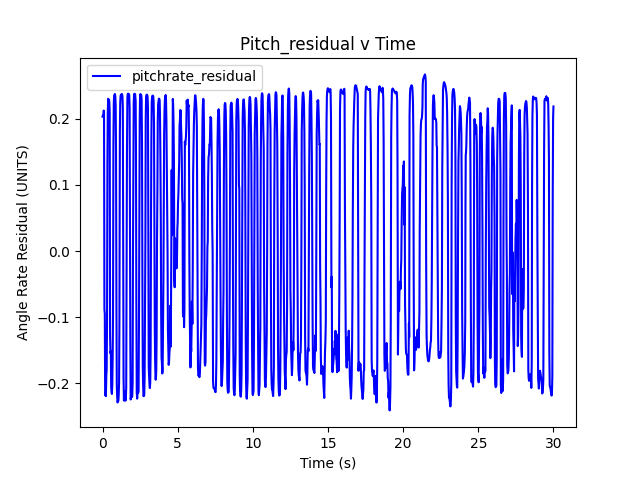 Pitch_residual v Time
pitchrate_residual
Angle Rate Residual (UNITS)
0.2
0.1
0.0
−0.1
−0.2
0 5 10 15 20 25 30
Time (s)